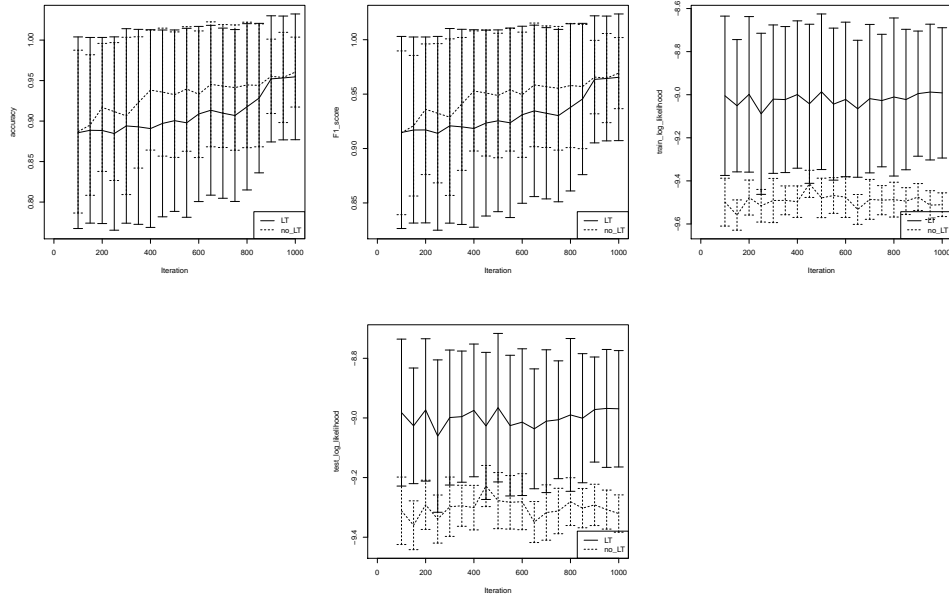 accuracy
0.80 0.85 0.90 0.95 1.00
0 200 400 600 800 1000
Iteration
LT
no_LT
F1_score
0.85 0.90 0.95 1.00
0 200 400 600 800 1000
Iteration
LT
no_LT
train_log_likelihood
-9.6 -9.4 -9.2 -9.0 -8.8 -8.6
0 200 400 600 800 1000
Iteration
LT
no_LT
test_log_likelihood
-9.4 -9.2 -9.0 -8.8
0 200 400 600 800 1000
Iteration
LT
no_LT